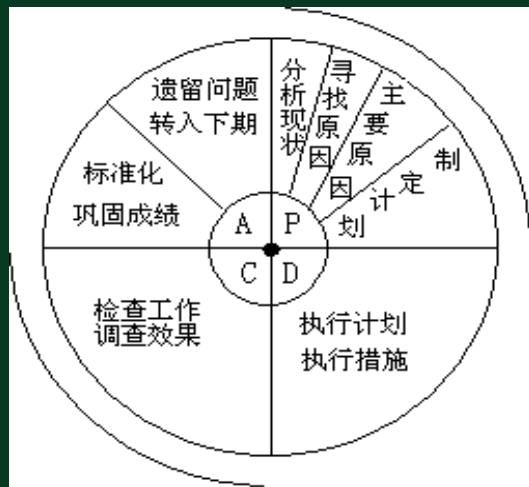 分析现状
寻找原因
主要原因
制定计划
遗留问题
转入下期
标准化
巩固成绩
A
P
C
D
检查工作
调查效果
执行计划
执行措施